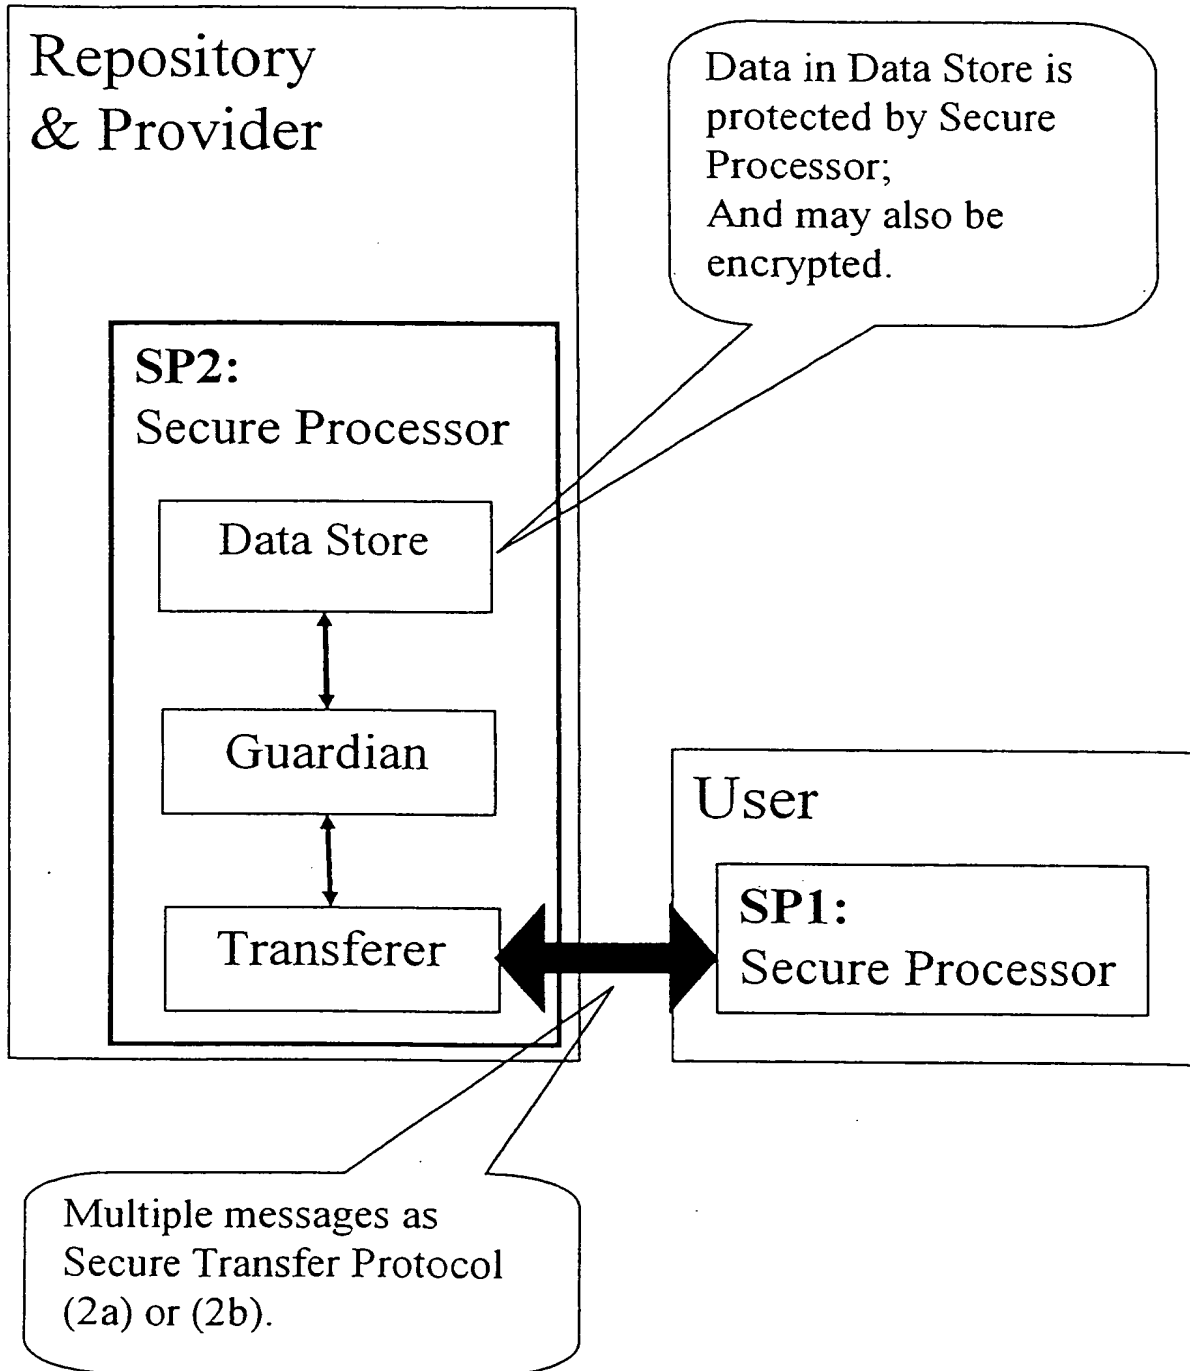 Repository
& Provider
Data in Data Store is
protected by Secure
Processor;
And may also be
encrypted.
SP2:
Secure Processor
Data Store
Guardian
Transferer
User
SP1:
Secure Processor
Multiple messages as
Secure Transfer Protocol
(2a) or (2b).